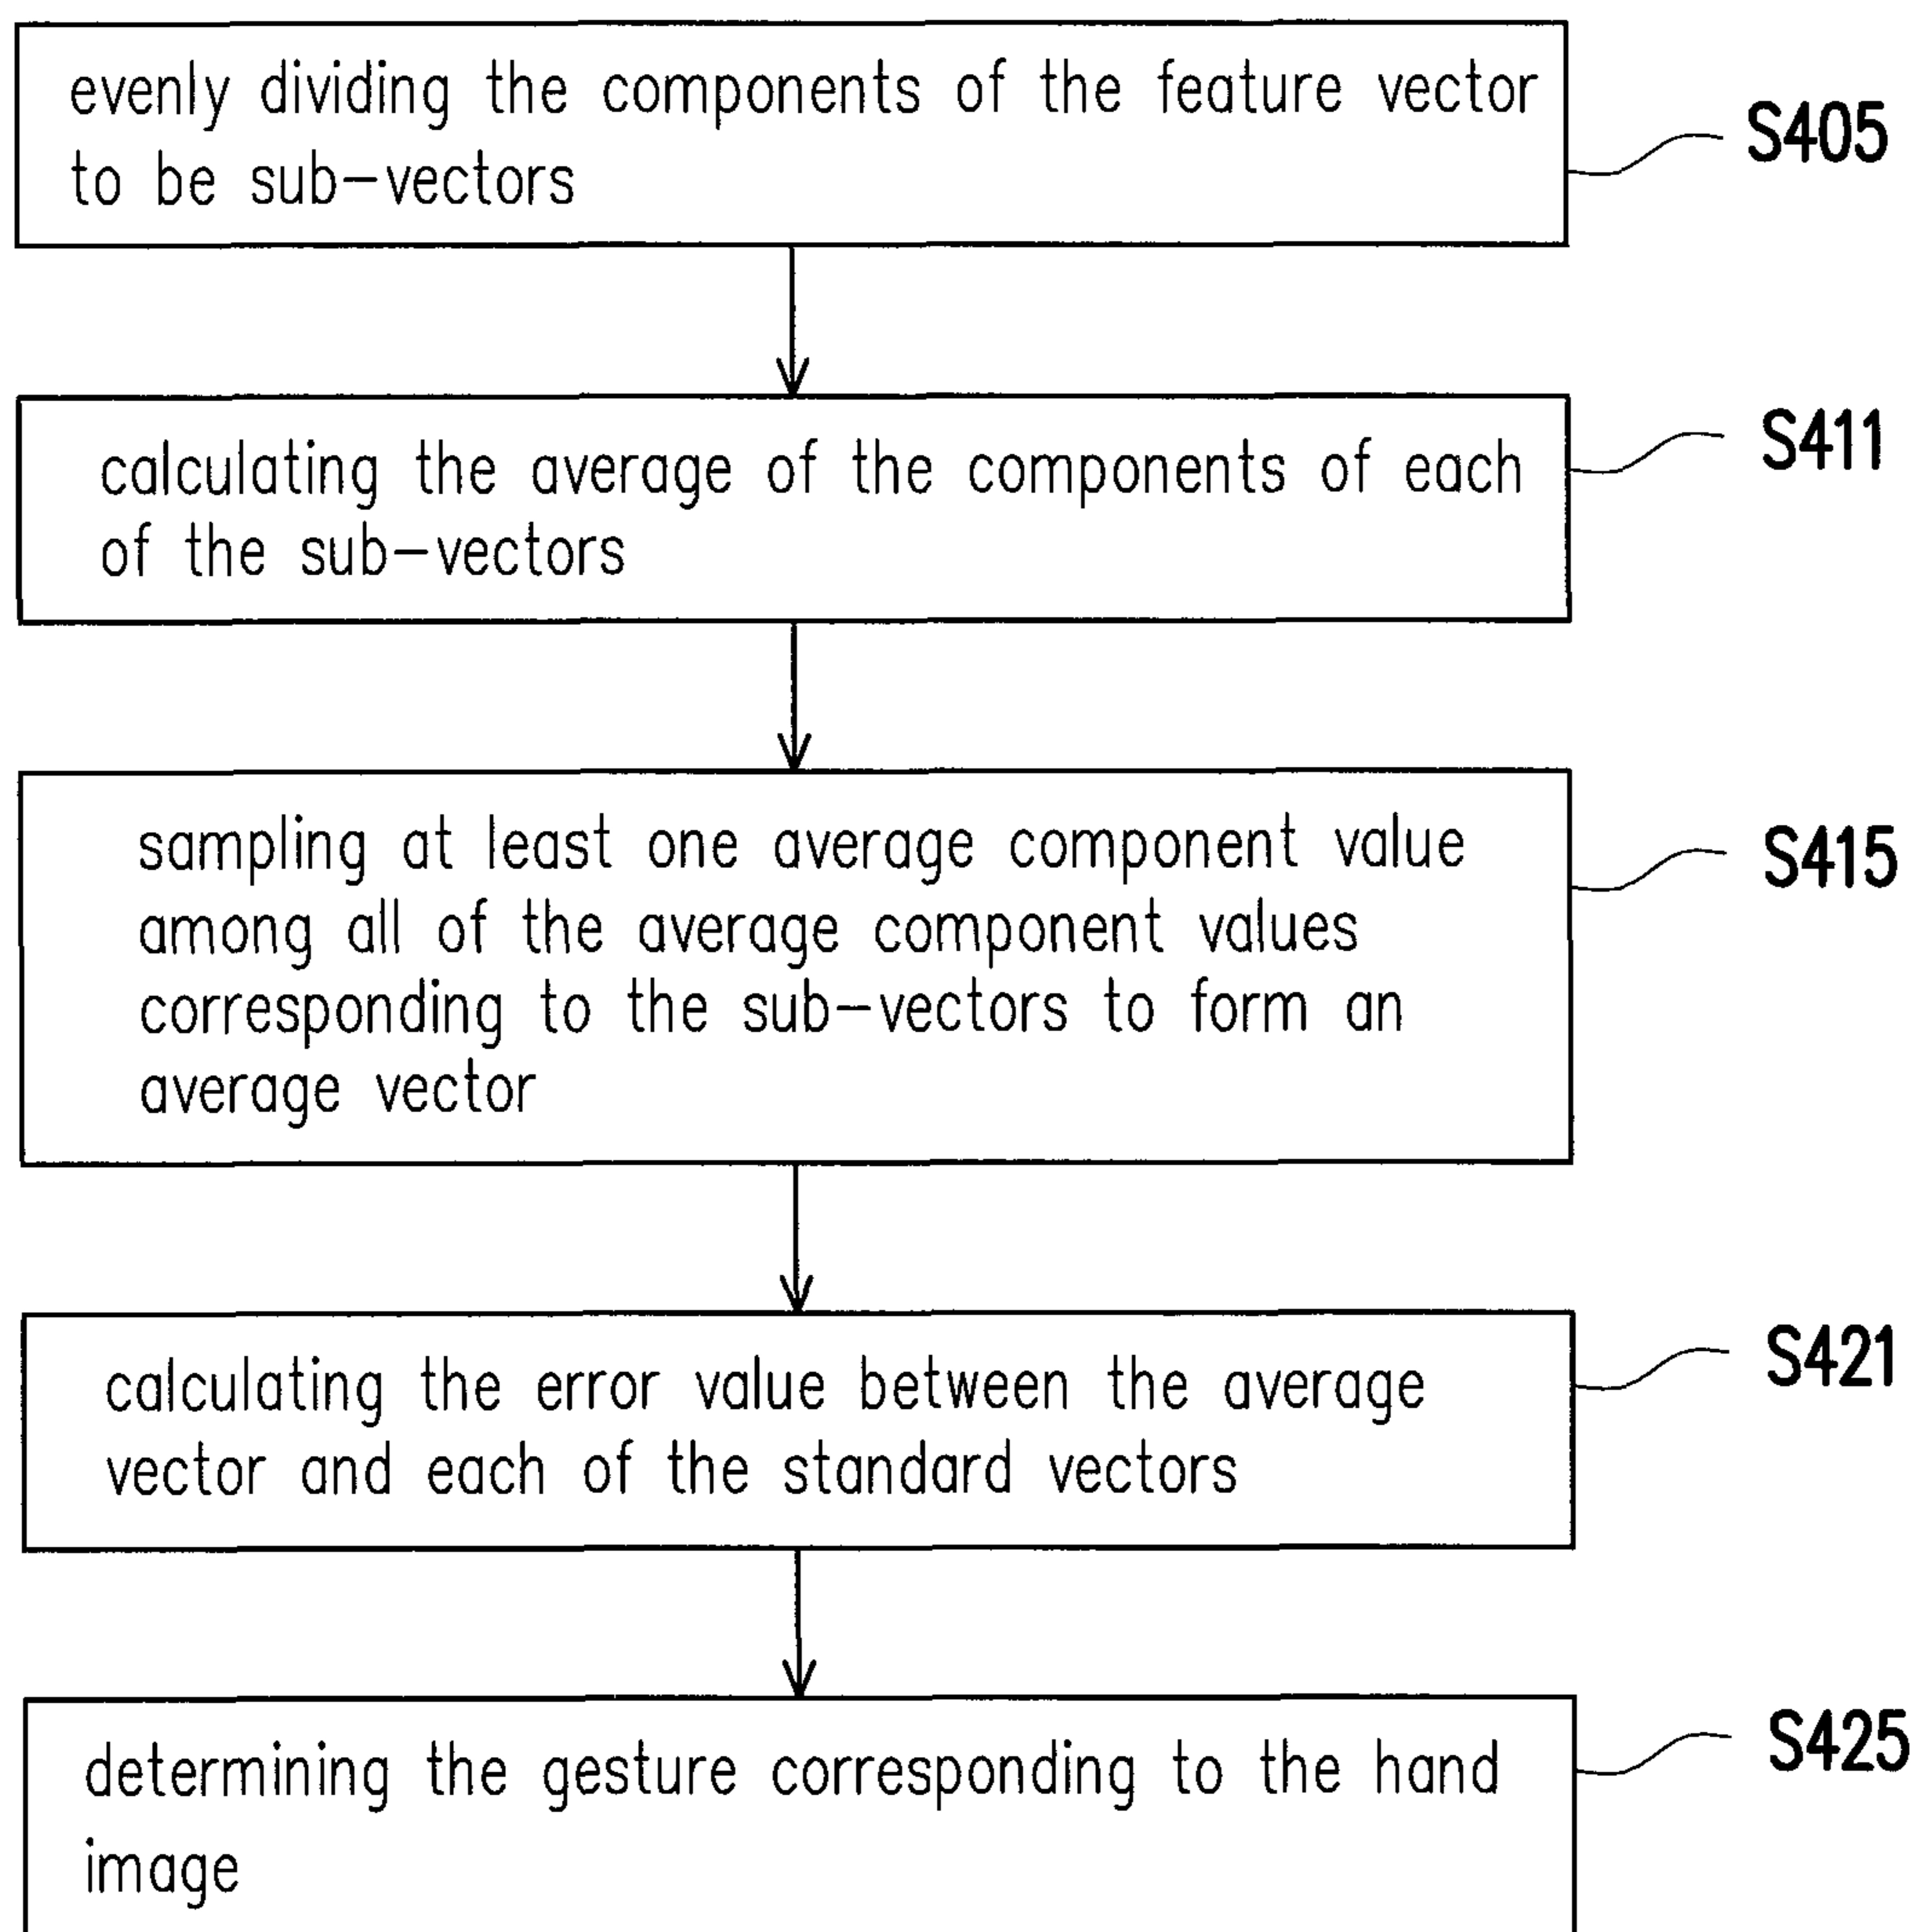 evenly dividing the components of the feature vector
to be sub-vectors
S405
calculating the average of the components of each
of the sub-vectors
S411
sampling at least one average component value
among all of the average component values
corresponding to the sub-vectors to form an
average vector
S415
calculating the error value between the average
vector and each of the standard vectors
S421
determining the gesture corresponding to the hand
image
S425